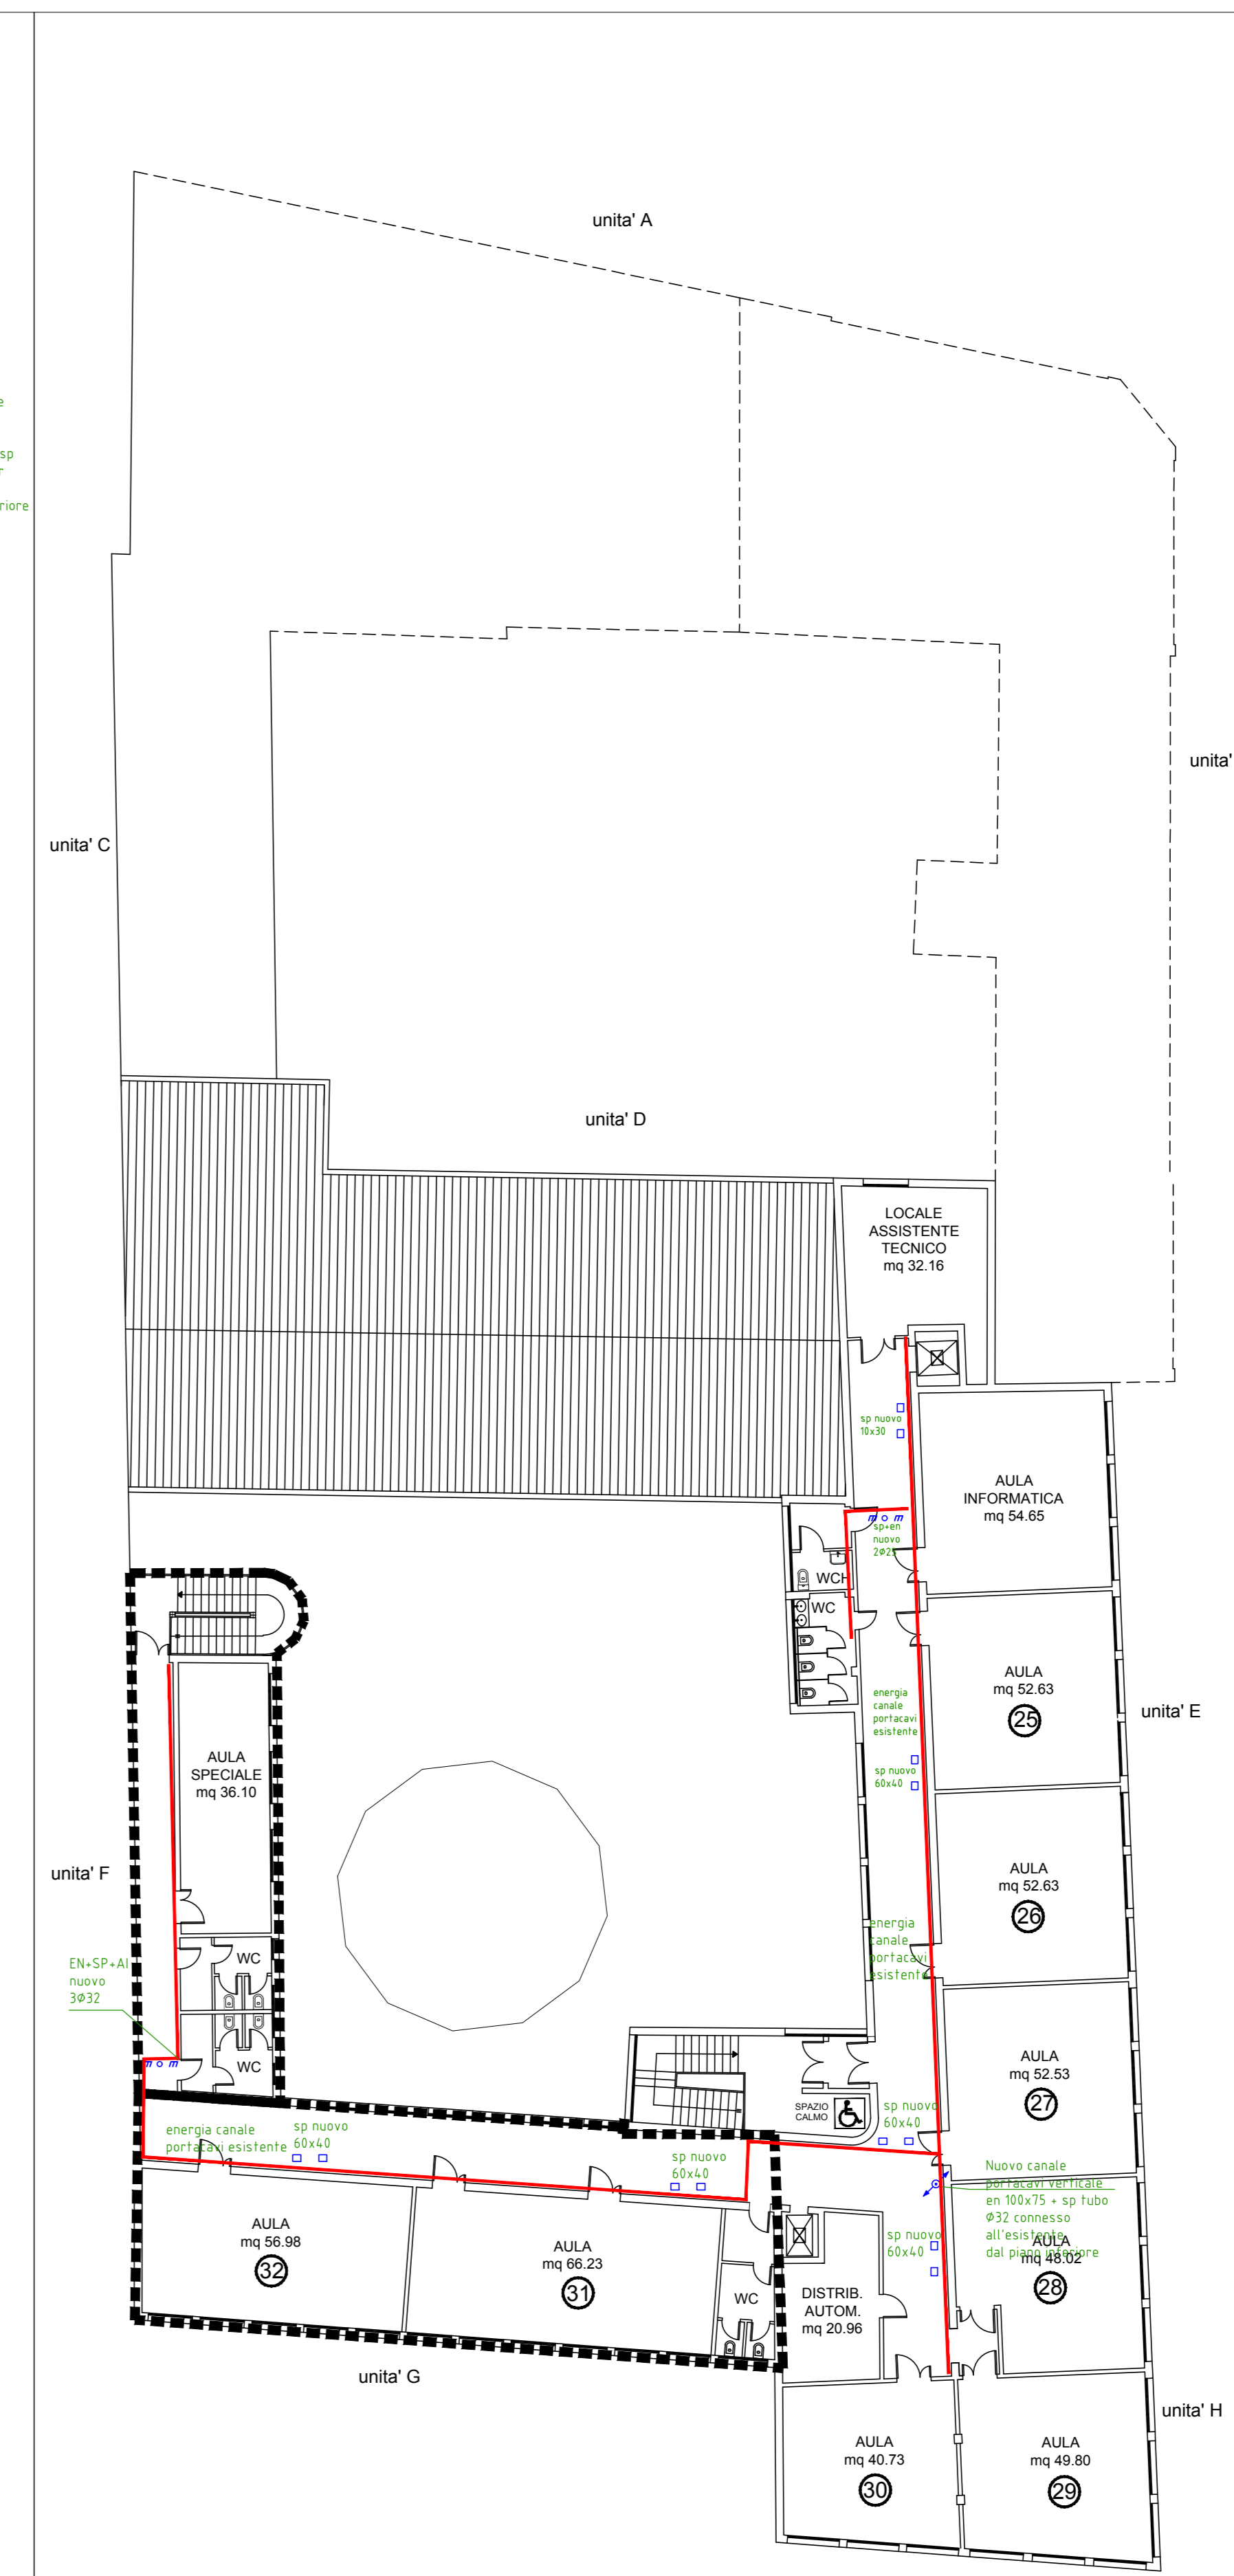 unita' A
e
sp
r
riore
unita'
unita' C
unita' D
LOCALE
ASSISTENTE
TECNICO
mq 32.16
sp nuovo
10x30
AULA
INFORMATICA
mq 54.65
m o m
sp+en
nuovo
2Ø25
WCH
WC
AULA
mq 52.63
25
energia
canale
portacavi
esistente
unita' E
sp nuovo
60x40
AULA
SPECIALE
mq 36.10
unita' F
AULA
mq 52.63
26
energia
canale
portacavi
esistente
WC
EN+SP+AI
nuovo
3Ø32
m o m
WC
AULA
mq 52.53
27
SPAZIO
CALMO
sp nuovo
60x40
energia canale
portacavi esistente
sp nuovo
60x40
sp nuovo
60x40
Nuovo canale
portacavi verticale
en 100x75 + sp tubo
Ø32 connesso
all'esistente
dal piano inferiore
AULA
mq 48.02
28
sp nuovo
60x40
AULA
mq 56.98
32
AULA
mq 66.23
31
WC
DISTRIB.
AUTOM.
mq 20.96
unita' G
unita' H
AULA
mq 40.73
30
AULA
mq 49.80
29